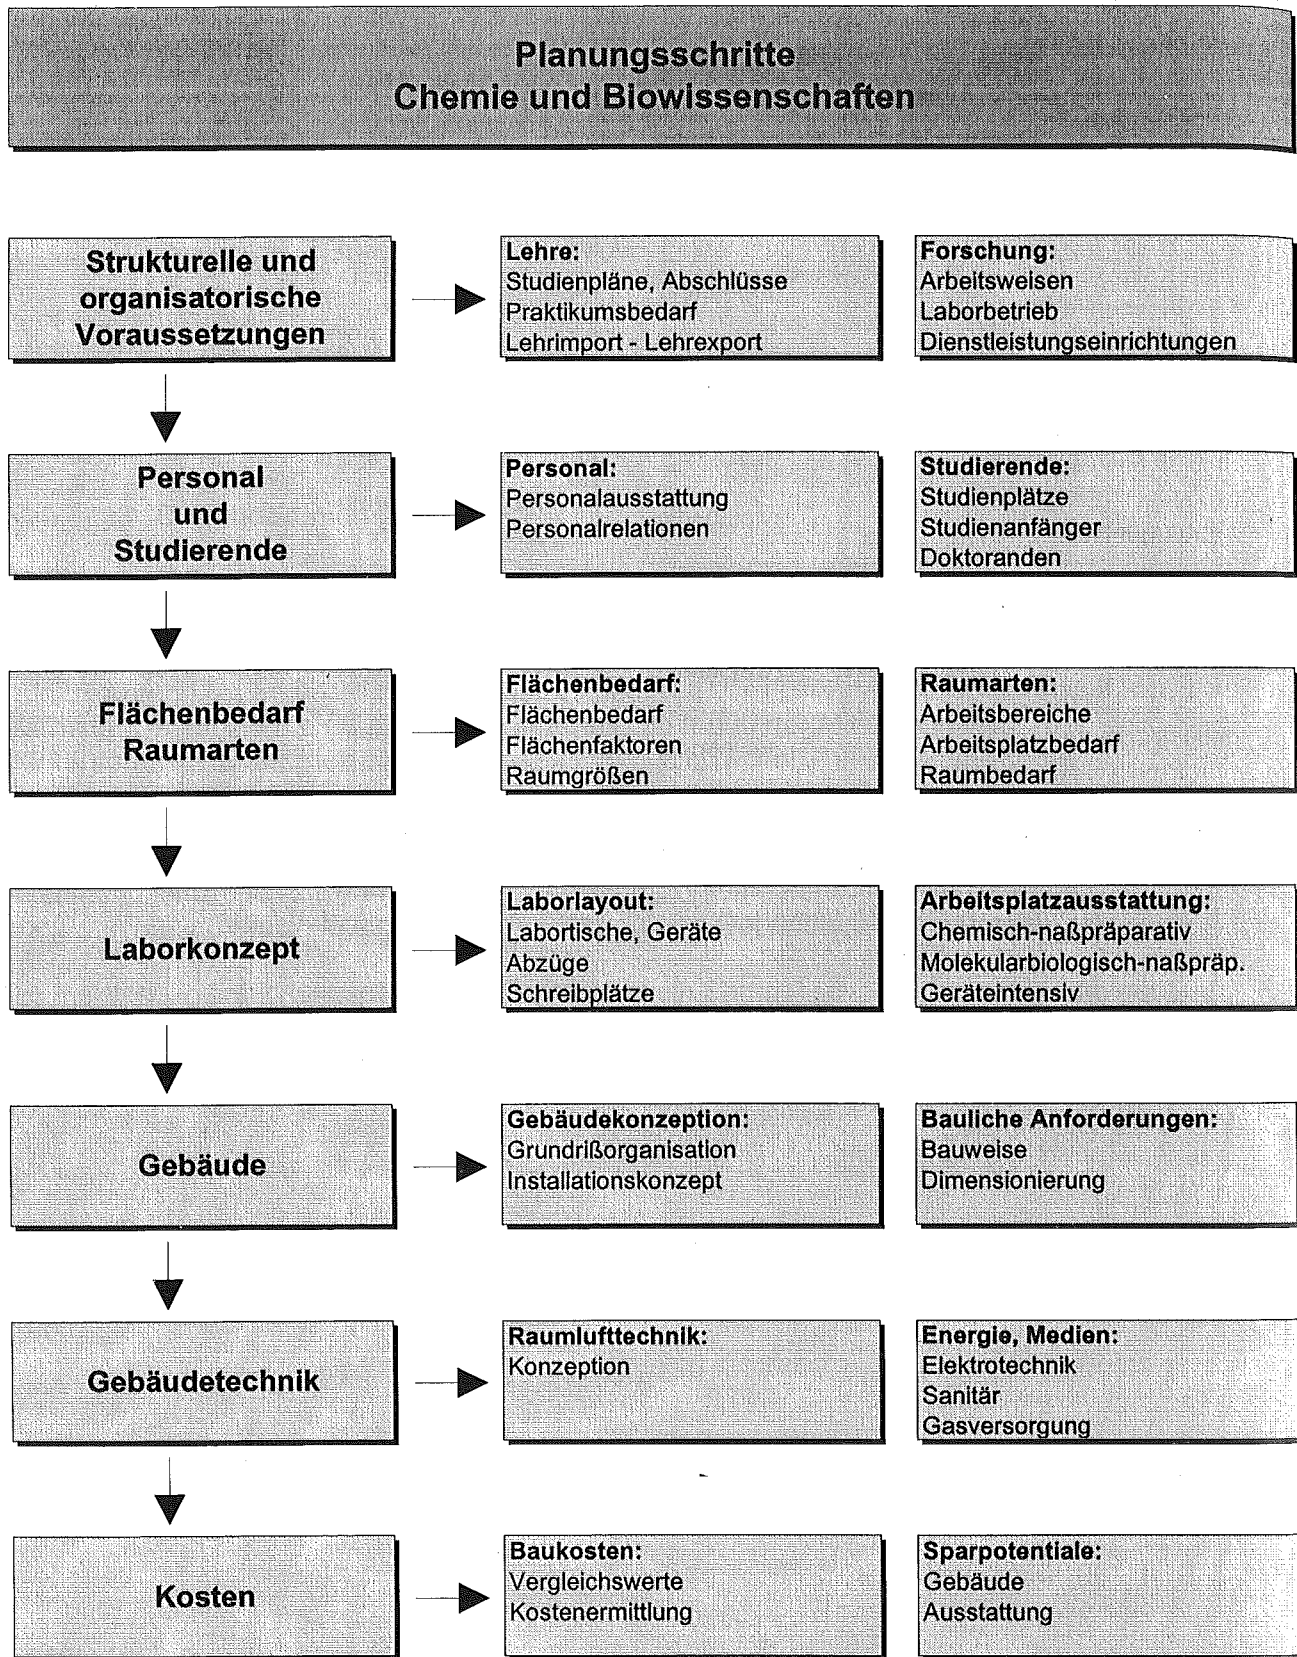 Planungsschritte
Chemie und Biowissenschaften
Strukturelle und
organisatorische
Voraussetzungen
Lehre:
Studienpläne, Abschlüsse
Praktikumsbedarf
Lehrimport - Lehrexport
Forschung:
Arbeitsweisen
Laborbetrieb
Dienstleistungseinrichtungen
Personal
und
Studierende
Personal:
Personalausstattung
Personalrelationen
Studierende:
Studienplätze
Studienanfänger
Doktoranden
Flächenbedarf
Raumarten
Flächenbedarf:
Flächenbedarf
Flächenfaktoren
Raumgrößen
Raumarten:
Arbeitsbereiche
Arbeitsplatzbedarf
Raumbedarf
Laborkonzept
Laborlayout:
Labortische, Geräte
Abzüge
Schreibplätze
Arbeitsplatzausstattung:
Chemisch-naßpräparativ
Molekularbiologisch-naßpräp.
Geräteintensiv
Gebäude
Gebäudekonzeption:
Grundrißorganisation
Installationskonzept
Bauliche Anforderungen:
Bauweise
Dimensionierung
Gebäudetechnik
Raumlufttechnik:
Konzeption
Energie, Medien:
Elektrotechnik
Sanitär
Gasversorgung
Kosten
Baukosten:
Vergleichswerte
Kostenermittlung
Sparpotentiale:
Gebäude
Ausstattung